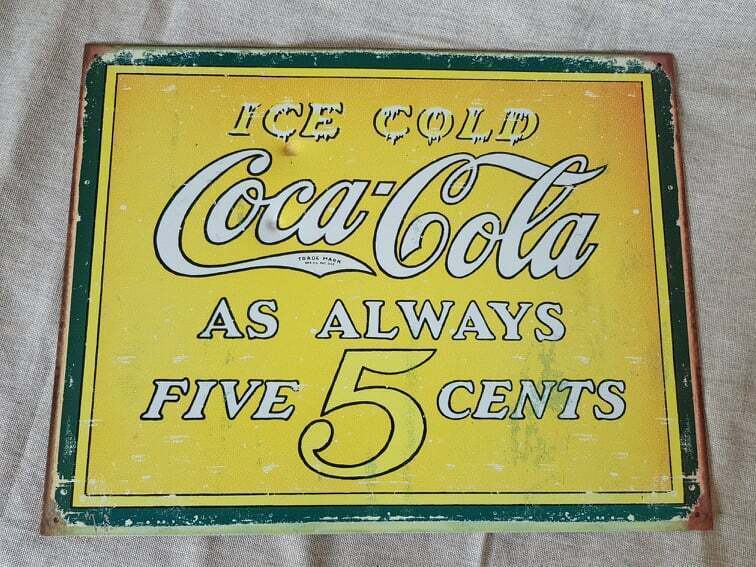 ICE COLD
Coca-Cola
TRADE MARK
AS ALWAYS
FIVE 5 CENTS